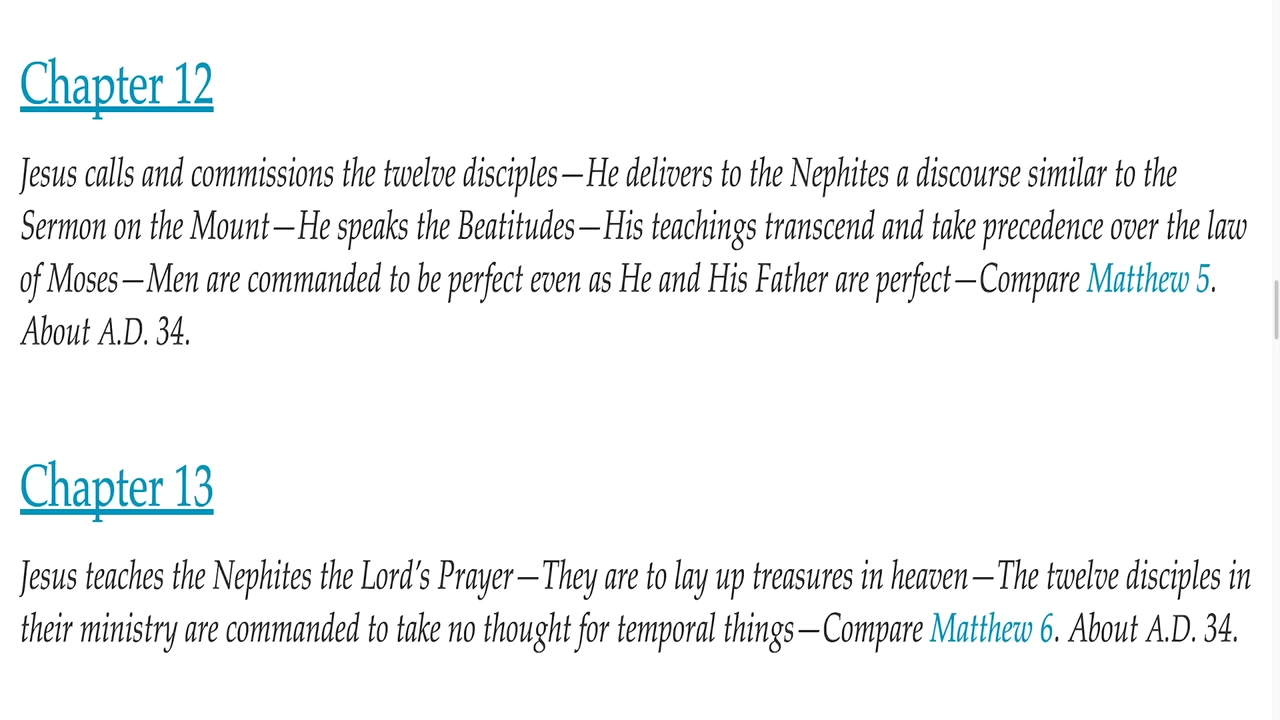 Chapter 12
Jesus calls and commissions the twelve disciples—He delivers to the Nephites a discourse similar to the
Sermon on the Mount—He speaks the Beatitudes—His teachings transcend and take precedence over the law
of Moses—Men are commanded to be perfect even as He and His Father are perfect—Compare Matthew 5.
About A.D. 34.
Chapter 13
Jesus teaches the Nephites the Lord’s Prayer—They are to lay up treasures in heaven—The twelve disciples in
their ministry are commanded to take no thought for temporal things—Compare Matthew 6. About A.D. 34.